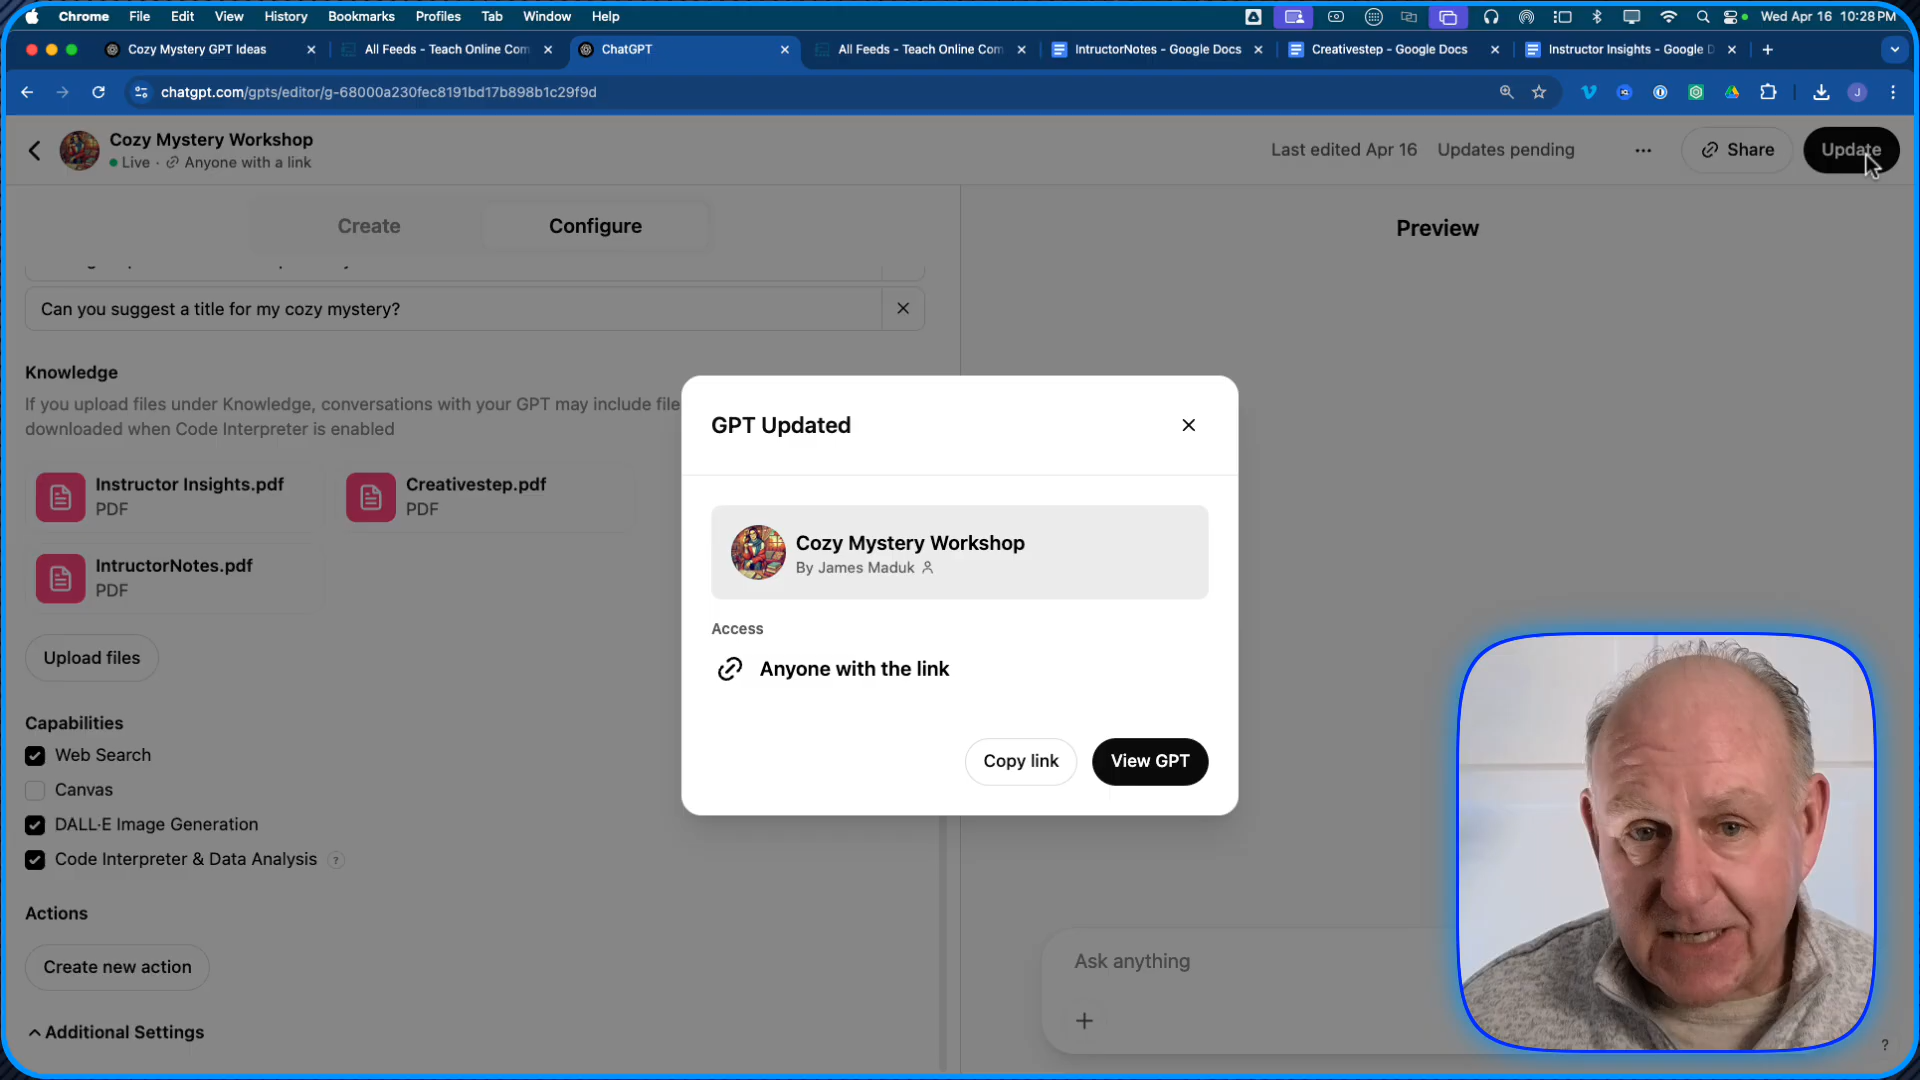 Chrome File Edit View History Bookmarks Profiles Tab Window Help Wed Apr 16 10:28 PM
Cozy Mystery GPT Ideas
All Feeds - Teach Online Com
ChatGPT
All Feeds - Teach Online Com
IntructorNotes - Google Docs
Creativestep - Google Docs
Instructor Insights - Google D
chatgpt.com/gpts/editor/g-68000a230fec8191bd17b898b1c29f9d
J
Cozy Mystery Workshop
Live · Anyone with a link
Last edited Apr 16
Updates pending
Share
Update
Create
Configure
Preview
Can you suggest a title for my cozy mystery?
Knowledge
If you upload files under Knowledge, conversations with your GPT may include file
downloaded when Code Interpreter is enabled
Instructor Insights.pdf
PDF
Creativestep.pdf
PDF
IntructorNotes.pdf
PDF
Upload files
Capabilities
Web Search
Canvas
DALL·E Image Generation
Code Interpreter & Data Analysis ?
Actions
Create new action
Additional Settings
GPT Updated
Cozy Mystery Workshop
By James Maduk
Access
Anyone with the link
Copy link
View GPT
Ask anything
?